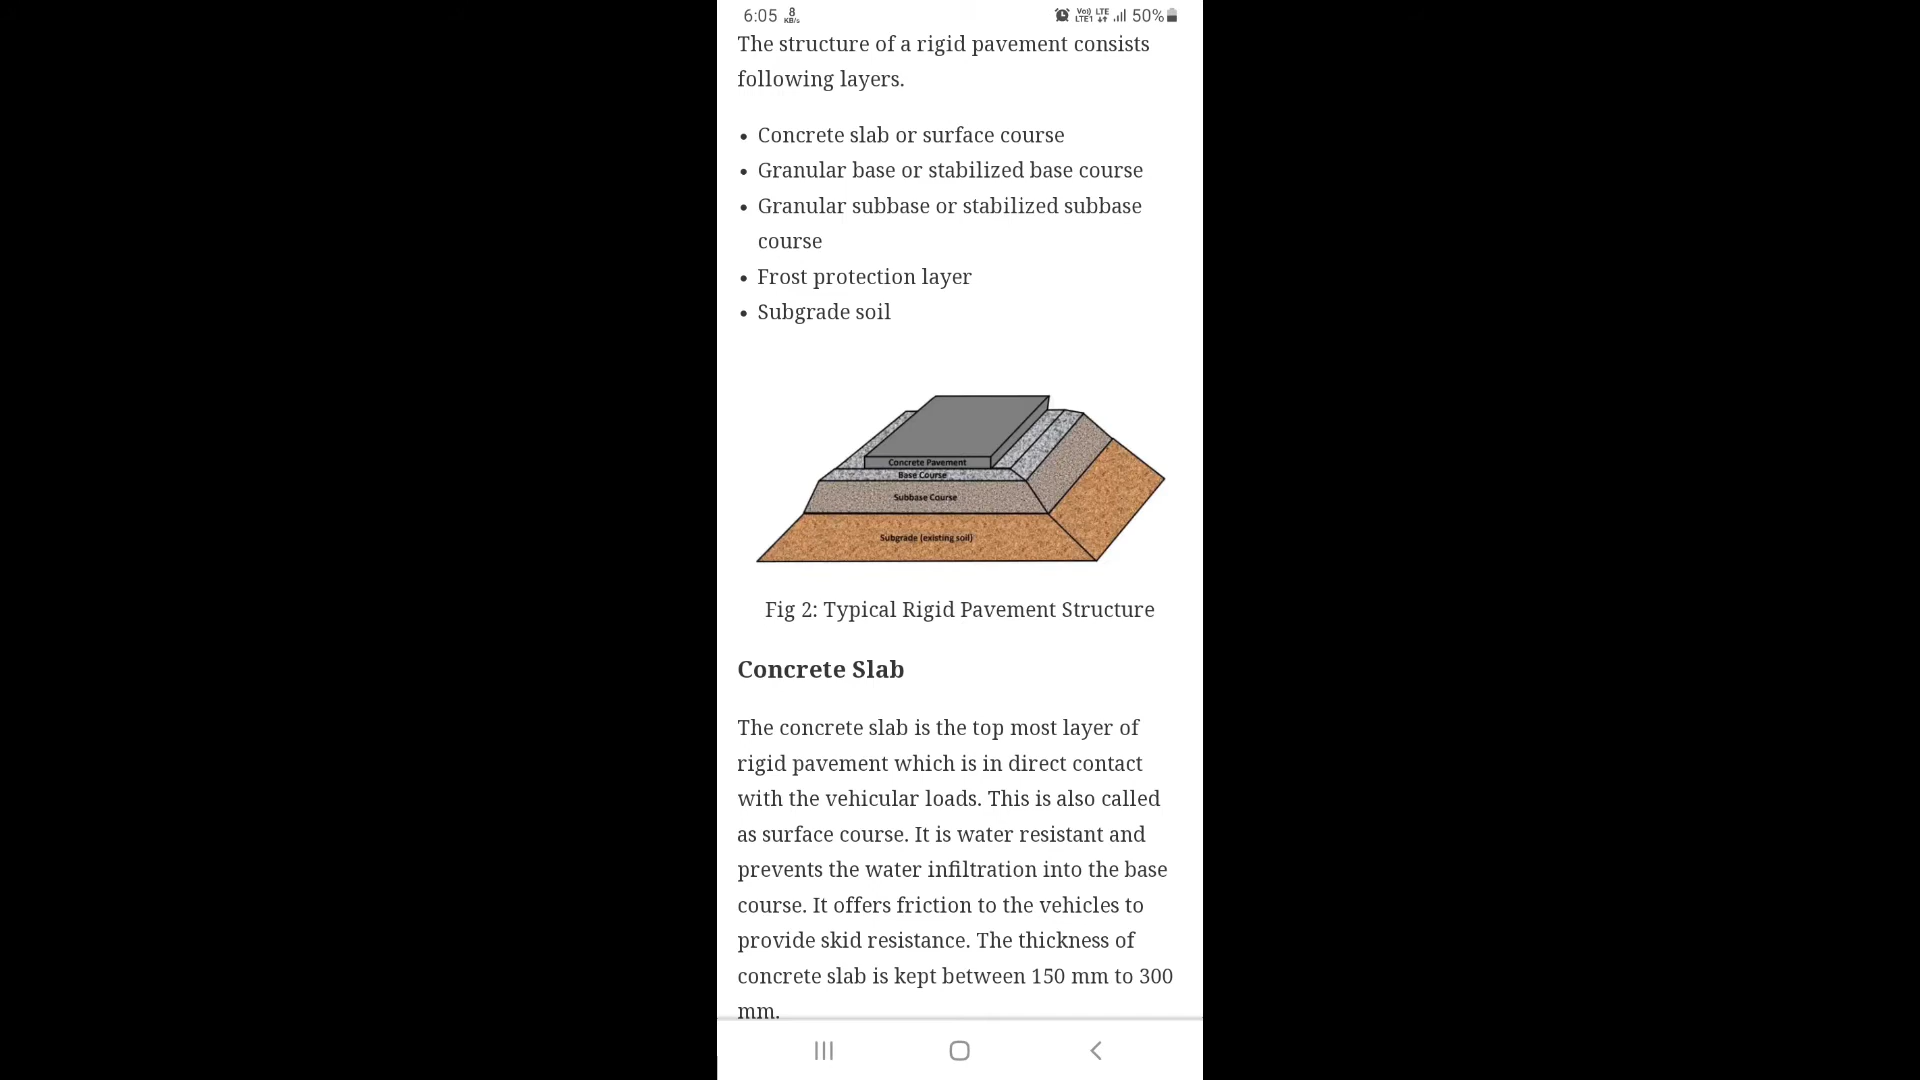 6:05 8 KB/s Vo) LTE LTE1 50%
The structure of a rigid pavement consists
following layers.
• Concrete slab or surface course
• Granular base or stabilized base course
• Granular subbase or stabilized subbase
course
• Frost protection layer
• Subgrade soil
Concrete Pavement
Base Course
Subbase Course
Subgrade (existing soil)
Fig 2: Typical Rigid Pavement Structure
Concrete Slab
The concrete slab is the top most layer of
rigid pavement which is in direct contact
with the vehicular loads. This is also called
as surface course. It is water resistant and
prevents the water infiltration into the base
course. It offers friction to the vehicles to
provide skid resistance. The thickness of
concrete slab is kept between 150 mm to 300
mm.